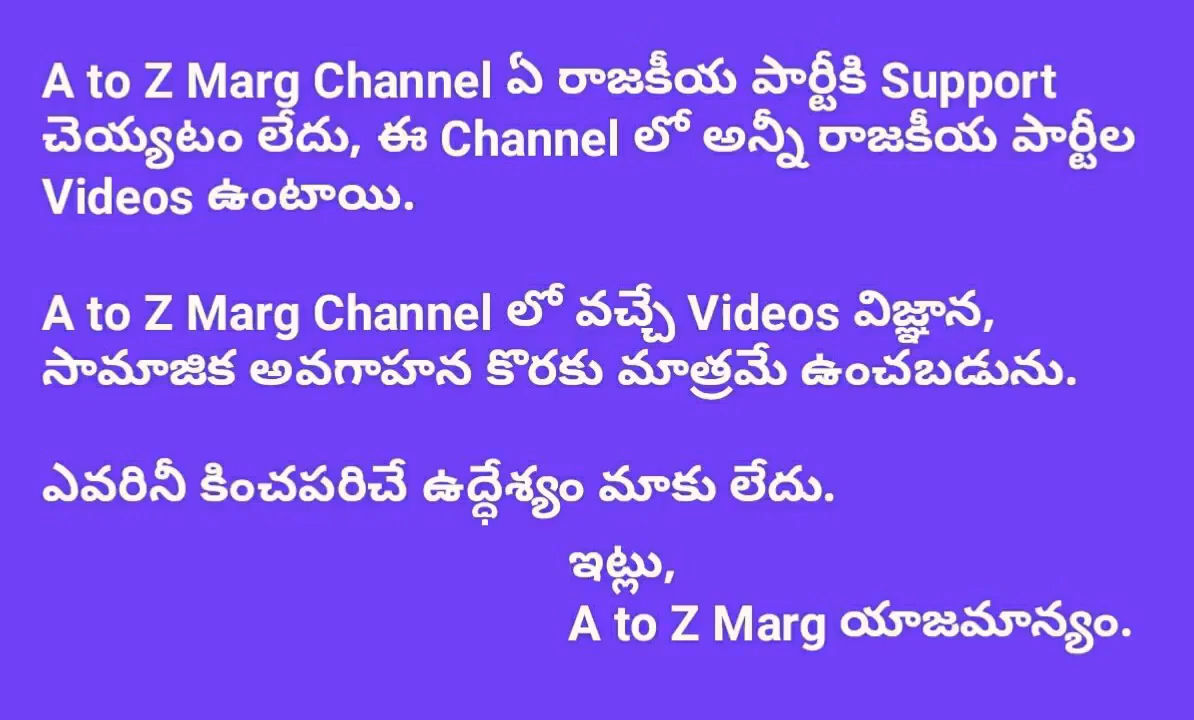 A to Z Marg Channel ఏ రాజకీయ పార్టీకి Support
చెయ్యటం లేదు, ఈ Channel లో అన్నీ రాజకీయ పార్టీల
Videos ఉంటాయి.
A to Z Marg Channel లో వచ్చే Videos విజ్ఞాన,
సామాజిక అవగాహన కొరకు మాత్రమే ఉంచబడును.
ఎవరినీ కించపరిచే ఉద్ధేశ్యం మాకు లేదు.
ఇట్లు,
A to Z Marg యాజమాన్యం.